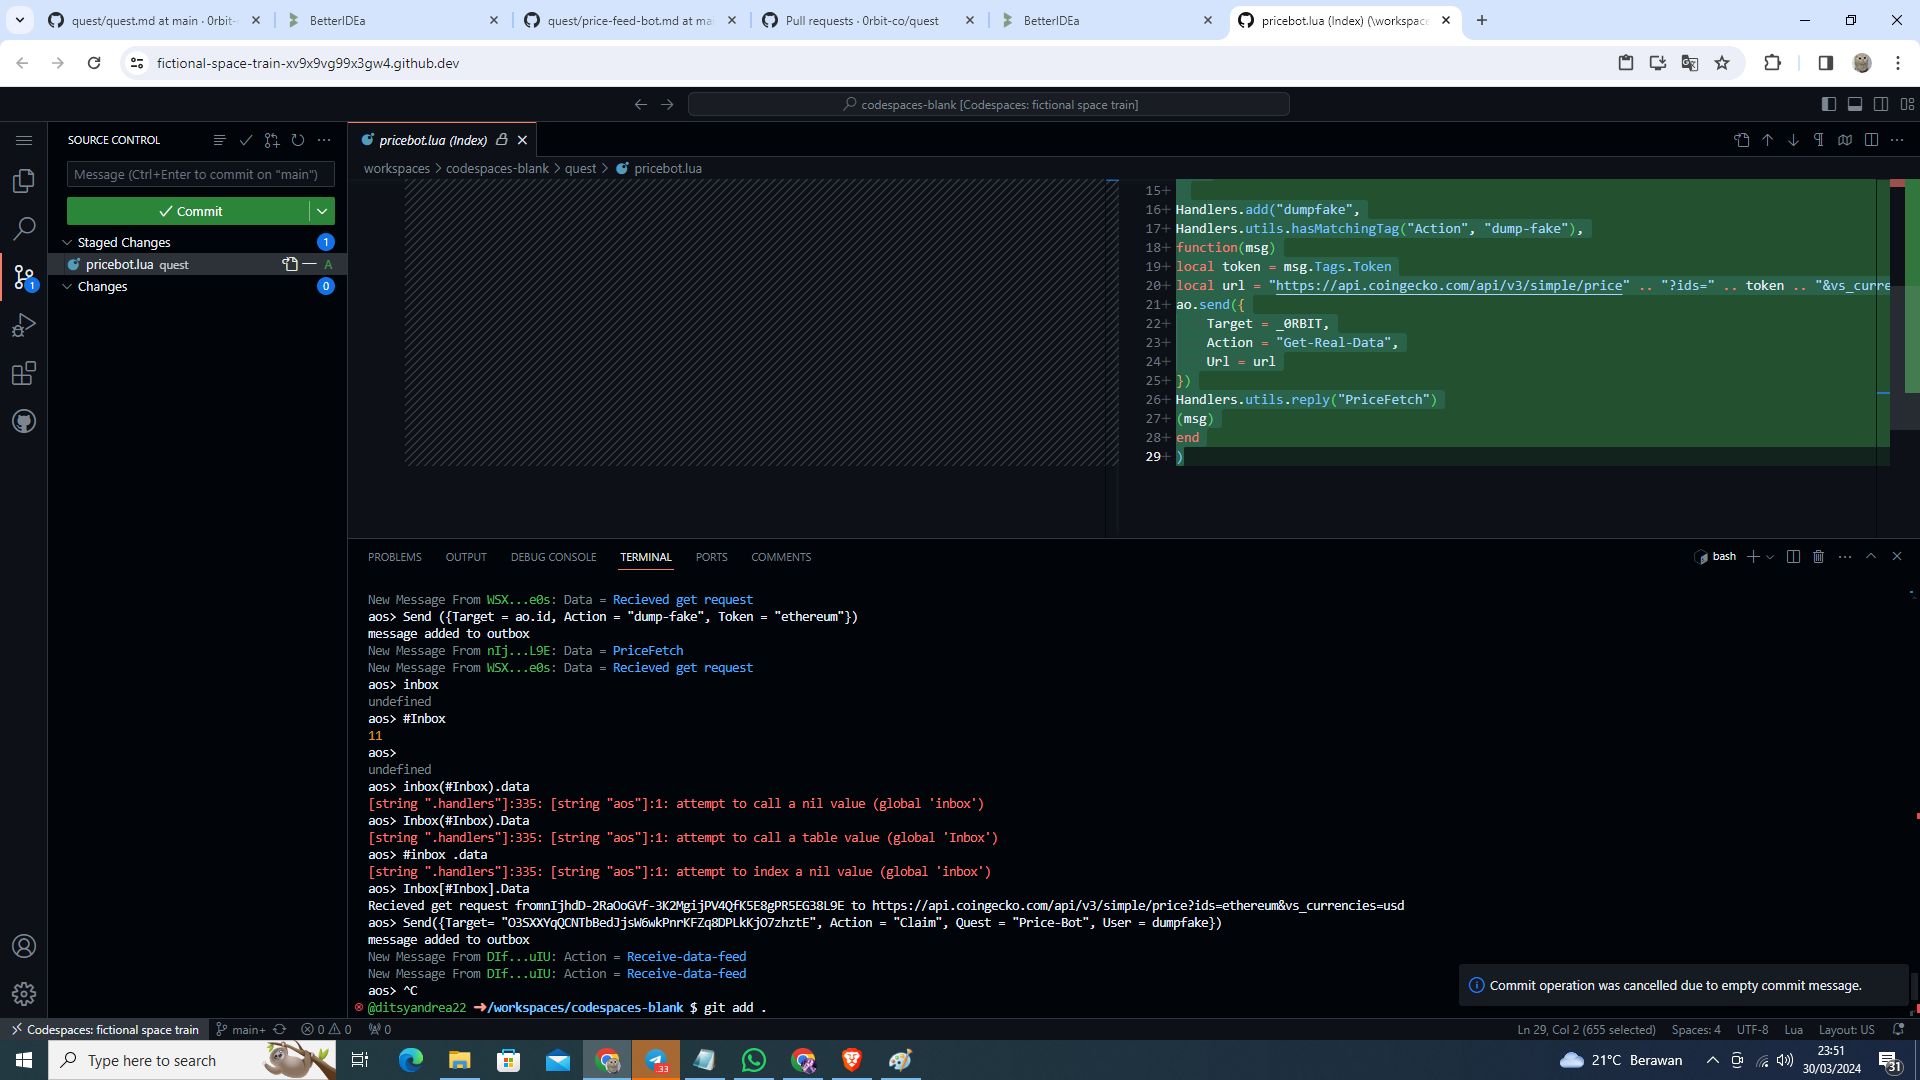 quest/quest.md at main · 0rbit-
BetterIDEa
quest/price-feed-bot.md at mai
Pull requests · 0rbit-co/quest
BetterIDEa
pricebot.lua (Index) (\workspace
fictional-space-train-xv9x9vg99x3gw4.github.dev
codespaces-blank [Codespaces: fictional space train]
SOURCE CONTROL
Message (Ctrl+Enter to commit on "main")
Commit
Staged Changes
1
pricebot.lua quest
A
Changes
0
1
pricebot.lua (Index)
workspaces > codespaces-blank > quest > pricebot.lua
15+
16+ Handlers.add("dumpfake",
17+ Handlers.utils.hasMatchingTag("Action", "dump-fake"),
18+ function(msg)
19+ local token = msg.Tags.Token
20+ local url = "https://api.coingecko.com/api/v3/simple/price" .. "?ids=" .. token .. "&vs_curre
21+ ao.send({
22+ Target = _0RBIT,
23+ Action = "Get-Real-Data",
24+ Url = url
25+ })
26+ Handlers.utils.reply("PriceFetch")
27+ (msg)
28+ end
29+ )
PROBLEMS OUTPUT DEBUG CONSOLE TERMINAL PORTS COMMENTS
bash
New Message From WSX...e0s: Data = Recieved get request
aos> Send ({Target = ao.id, Action = "dump-fake", Token = "ethereum"})
message added to outbox
New Message From nIj...L9E: Data = PriceFetch
New Message From WSX...e0s: Data = Recieved get request
aos> inbox
undefined
aos> #Inbox
11
aos>
undefined
aos> inbox(#Inbox).data
[string ".handlers"]:335: [string "aos"]:1: attempt to call a nil value (global 'inbox')
aos> Inbox(#Inbox).Data
[string ".handlers"]:335: [string "aos"]:1: attempt to call a table value (global 'Inbox')
aos> #inbox .data
[string ".handlers"]:335: [string "aos"]:1: attempt to index a nil value (global 'inbox')
aos> Inbox[#Inbox].Data
Recieved get request fromnIjhdD-2RaOoGVf-3K2MgijPV4QfK5E8gPR5EG38L9E to https://api.coingecko.com/api/v3/simple/price?ids=ethereum&vs_currencies=usd
aos> Send({Target= "O3SXXYqQCNTbBedJjsW6wkPnrKFZq8DPLkKjO7zhztE", Action = "Claim", Quest = "Price-Bot", User = dumpfake})
message added to outbox
New Message From DIf...uIU: Action = Receive-data-feed
New Message From DIf...uIU: Action = Receive-data-feed
aos> ^C
@ditsyandrea22 ➜/workspaces/codespaces-blank $ git add .
Commit operation was cancelled due to empty commit message.
Codespaces: fictional space train
main+
0 0
0
Ln 29, Col 2 (655 selected)
Spaces: 4
UTF-8
Lua
Layout: US
Type here to search
33
21°C Berawan
23:51
30/03/2024
31